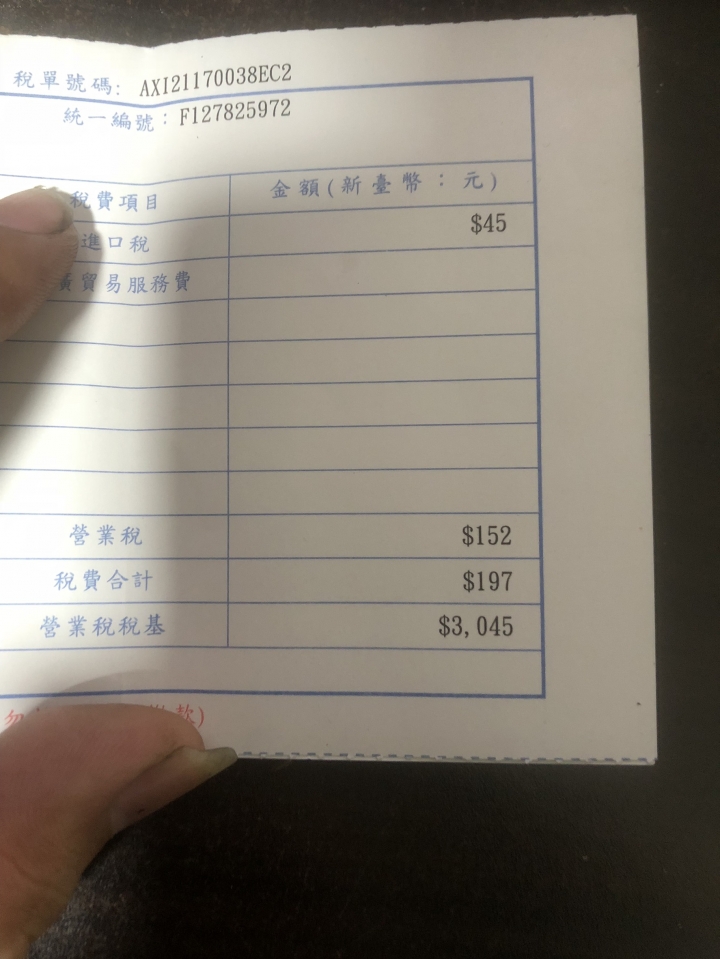 稅單號碼: AXI21170038EC2
統一編號：F127825972
稅費項目 金額(新臺幣：元)
進口稅 $45
貿易服務費
營業稅 $152
稅費合計 $197
營業稅稅基 $3,045
款)